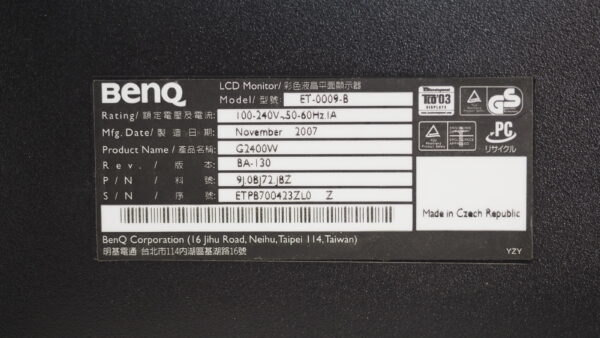 BenQ
LCD Monitor/彩色液晶平面顯示器
Model/型號: ET-0009-B
Rating/額定電壓及電流: 100-240V~50-60Hz,1A
Mfg. Date/製造日期: November 2007
Product Name/產品名稱: G2400W
Rev. / 版本: BA-130
P/N / 料號: 9J.0BJ72.JBZ
S/N / 序號: ETPB700423ZL0 Z
TCO'03
DISPLAYS
GS
PC
リサイクル
Made in Czech Republic
BenQ Corporation (16 Jihu Road, Neihu, Taipei 114, Taiwan)
明基電通 台北市114內湖區基湖路16號
YZY